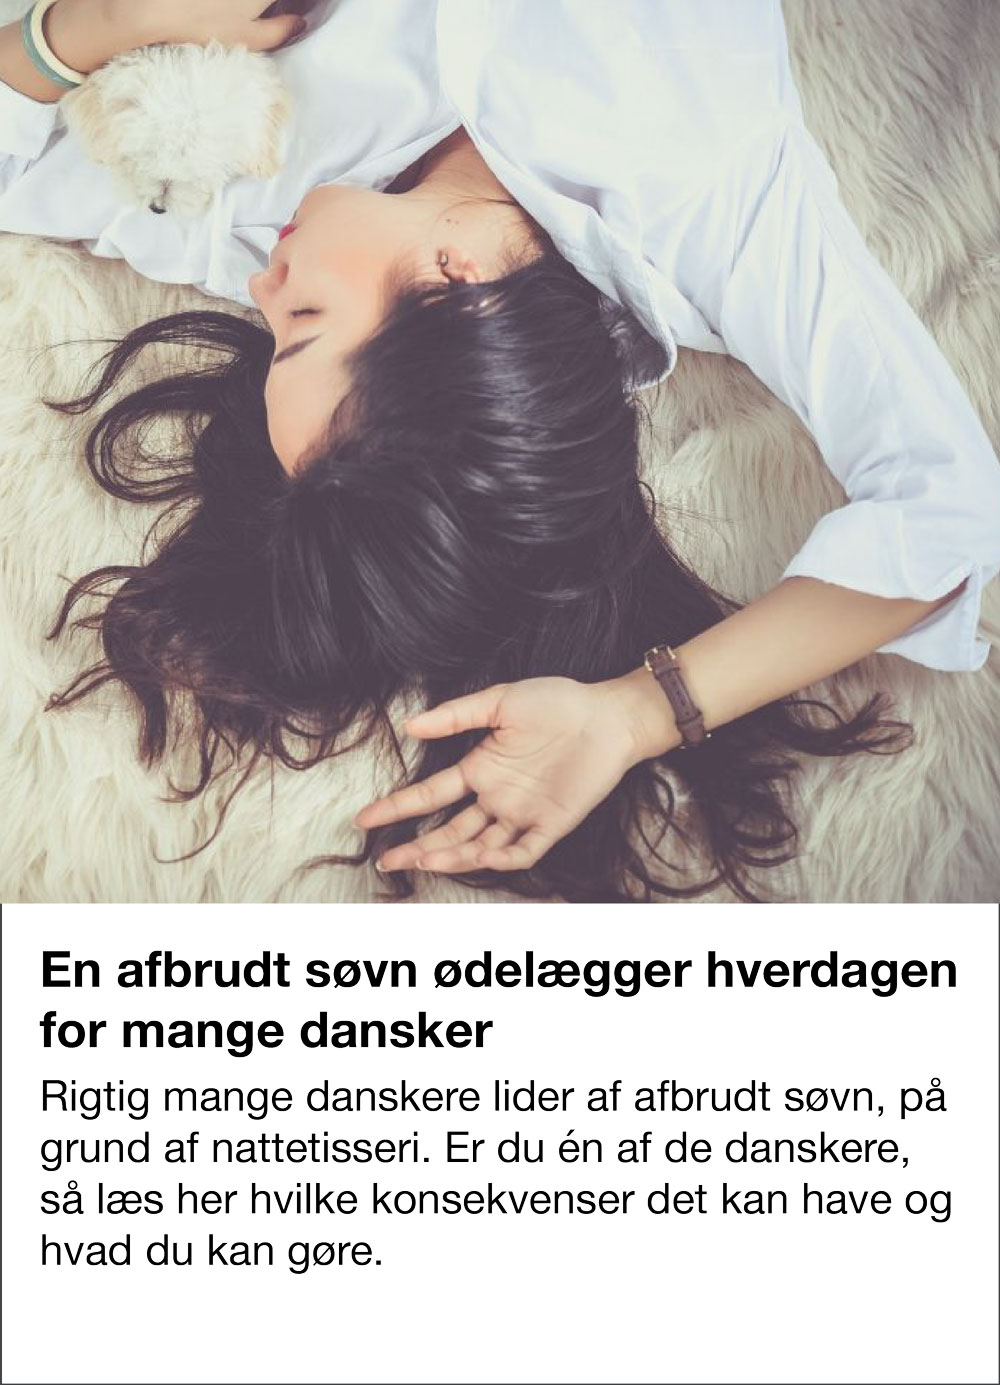 En afbrudt søvn ødelægger hverdagen
for mange dansker
Rigtig mange danskere lider af afbrudt søvn, på
grund af nattetisseri. Er du én af de danskere,
så læs her hvilke konsekvenser det kan have og
hvad du kan gøre.